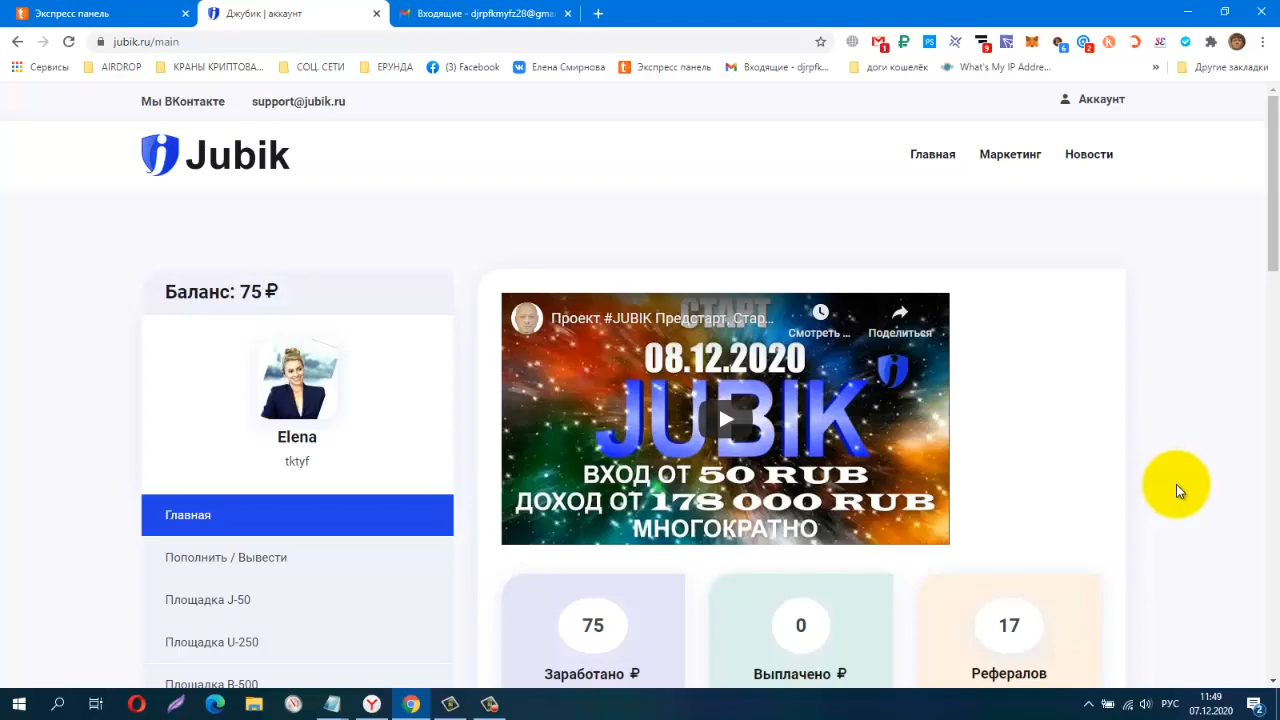 Экспресс панель
Джубик | аккаунт
Входящие - djrpfkmyfz28@gma
jubik.ru/main
Сервисы
AIRDROP
КРАНЫ КРИПТОВА...
СОЦ. СЕТИ
ЕРУНДА
(3) Facebook
Елена Смирнова
Экспресс панель
Входящие - djrpfk...
доги кошелёк
What's My IP Addre...
»
Другие закладки
Мы ВКонтакте
support@jubik.ru
Аккаунт
Jubik
Главная
Маркетинг
Новости
Баланс: 75 ₽
Elena
tktyf
Главная
Пополнить / Вывести
Площадка J-50
Площадка U-250
Площадка B-500
Проект #JUBIK Предстарт, Стар...
Смотреть ...
Поделиться
СТАРТ
08.12.2020
JUBIK
ВХОД ОТ 50 RUB
ДОХОД ОТ 178 000 RUB
МНОГОКРАТНО
75
Заработано ₽
0
Выплачено ₽
17
Рефералов
РУС
11:49
07.12.2020
2